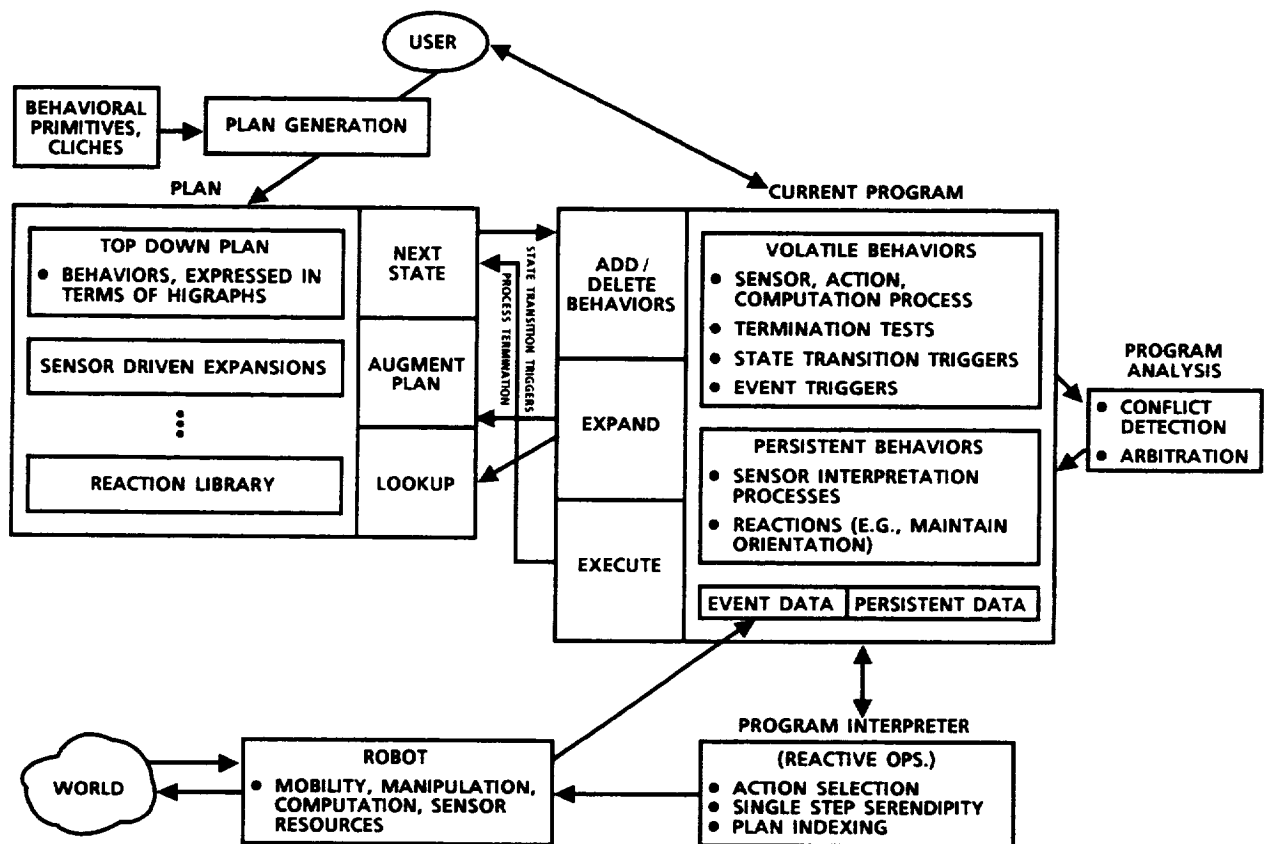 USER
BEHAVIORAL
PRIMITIVES,
CLICHES
PLAN GENERATION
PLAN
TOP DOWN PLAN
• BEHAVIORS, EXPRESSED IN
TERMS OF HIGRAPHS
SENSOR DRIVEN EXPANSIONS
REACTION LIBRARY
NEXT
STATE
AUGMENT
PLAN
LOOKUP
STATE TRANSITION TRIGGERS
PROCESS TERMINATION
CURRENT PROGRAM
ADD /
DELETE
BEHAVIORS
EXPAND
EXECUTE
VOLATILE BEHAVIORS
• SENSOR, ACTION,
COMPUTATION PROCESS
• TERMINATION TESTS
• STATE TRANSITION TRIGGERS
• EVENT TRIGGERS
PERSISTENT BEHAVIORS
• SENSOR INTERPRETATION
PROCESSES
• REACTIONS (E.G., MAINTAIN
ORIENTATION)
EVENT DATA
PERSISTENT DATA
PROGRAM
ANALYSIS
• CONFLICT
DETECTION
• ARBITRATION
WORLD
ROBOT
• MOBILITY, MANIPULATION,
COMPUTATION, SENSOR
RESOURCES
PROGRAM INTERPRETER
(REACTIVE OPS.)
• ACTION SELECTION
• SINGLE STEP SERENDIPITY
• PLAN INDEXING